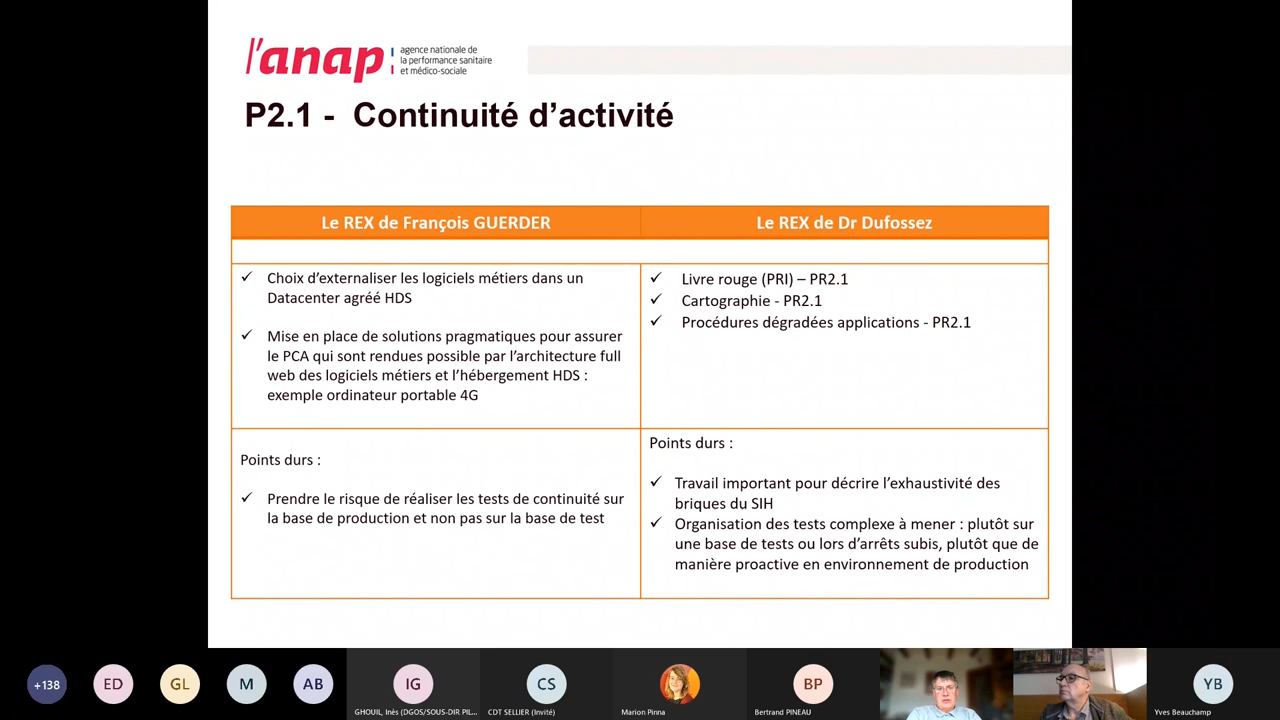 l'anap
agence nationale de
la performance sanitaire
et médico-sociale
P2.1 - Continuité d'activité
Le REX de François GUERDER
Le REX de Dr Dufossez
✓ Choix d'externaliser les logiciels métiers dans un
Datacenter agréé HDS
✓ Mise en place de solutions pragmatiques pour assurer
le PCA qui sont rendues possible par l'architecture full
web des logiciels métiers et l'hébergement HDS :
exemple ordinateur portable 4G
✓ Livre rouge (PRI) – PR2.1
✓ Cartographie - PR2.1
✓ Procédures dégradées applications - PR2.1
Points durs :
✓ Prendre le risque de réaliser les tests de continuité sur
la base de production et non pas sur la base de test
Points durs :
✓ Travail important pour décrire l'exhaustivité des
briques du SIH
✓ Organisation des tests complexe à mener : plutôt sur
une base de tests ou lors d'arrêts subis, plutôt que de
manière proactive en environnement de production
+138
ED
GL
M
AB
IG
GHOUIL, Inès (DGOS/SOUS-DIR PIL...
CS
CDT SELLIER (Invité)
Marion Pinna
BP
Bertrand PINEAU
YB
Yves Beauchamp